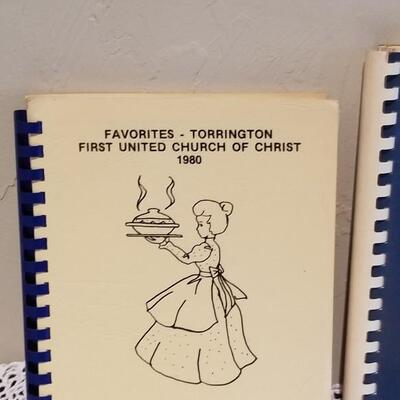 FAVORITES - TORRINGTON
FIRST UNITED CHURCH OF CHRIST
1980